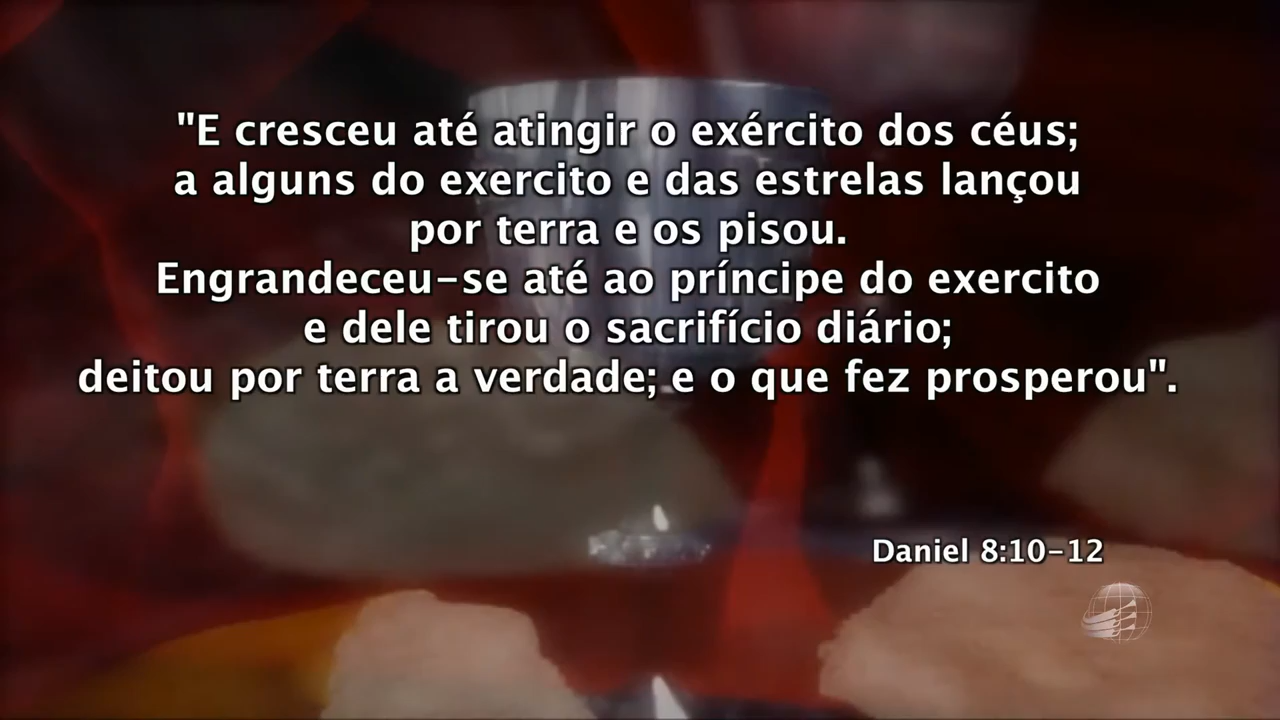 "E cresceu até atingir o exército dos céus;
a alguns do exercito e das estrelas lançou
por terra e os pisou.
Engrandeceu-se até ao príncipe do exercito
e dele tirou o sacrifício diário;
deitou por terra a verdade; e o que fez prosperou".
Daniel 8:10-12